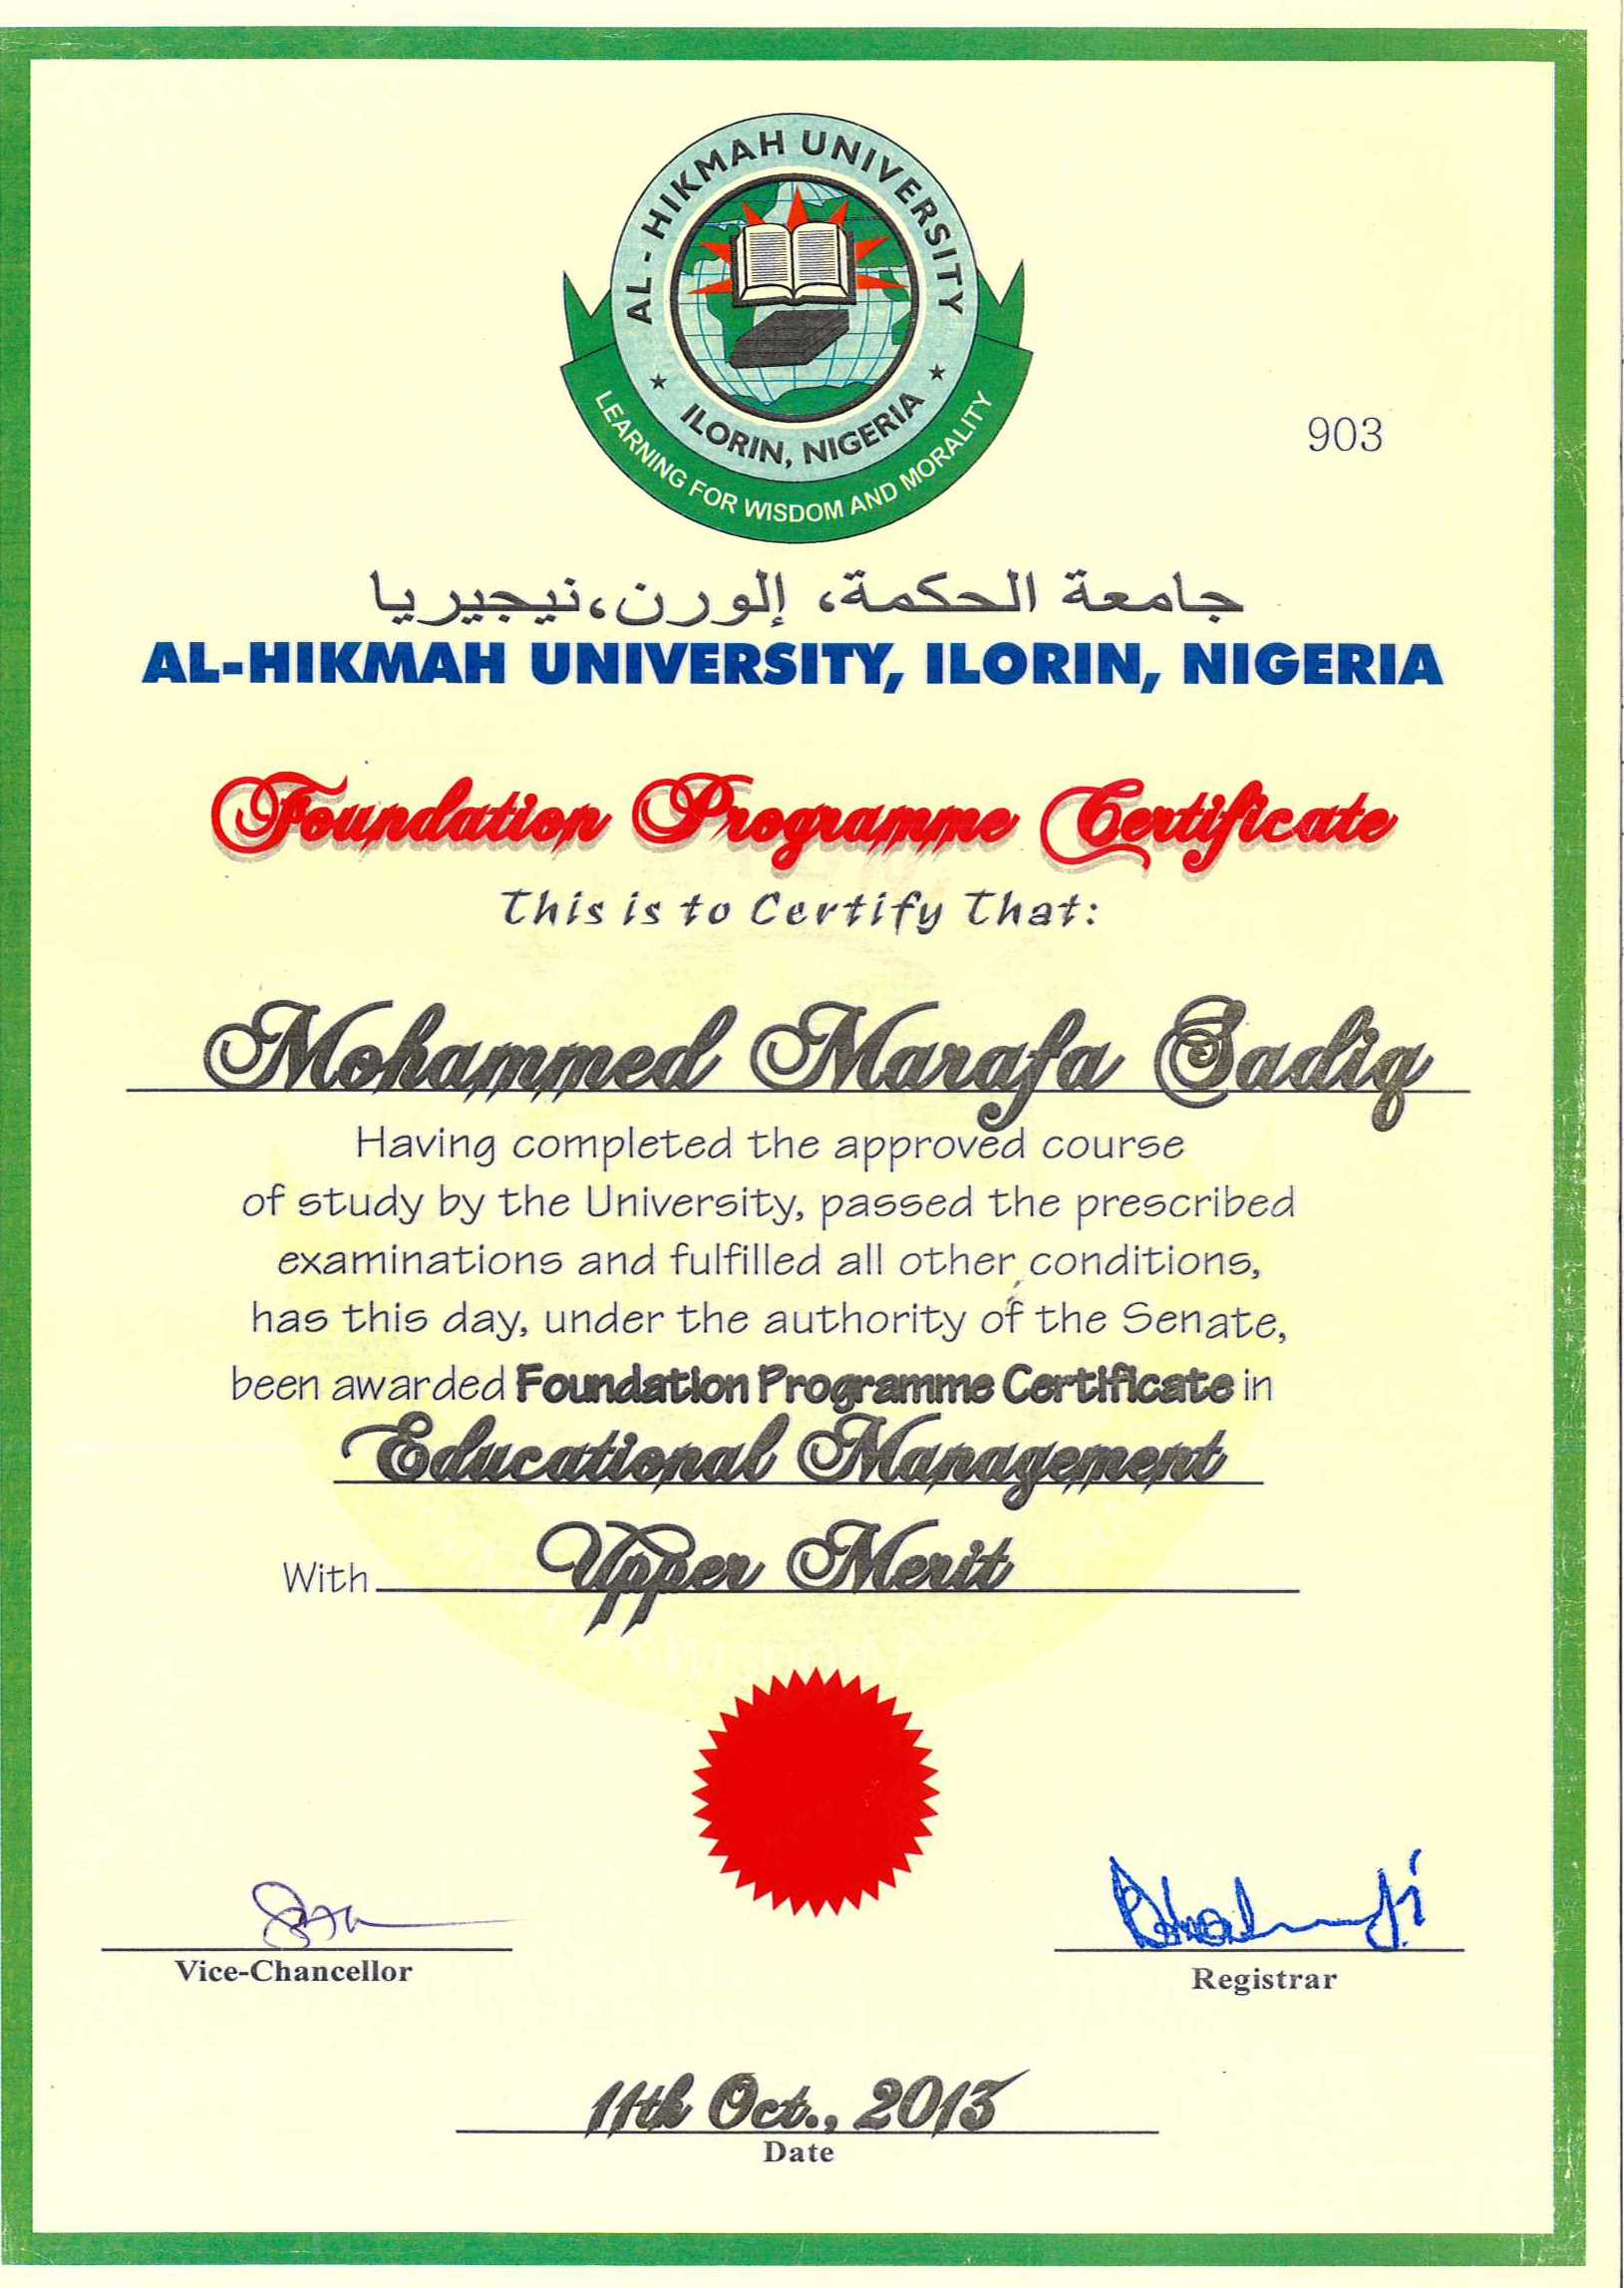 AL - HIKMAH UNIVERSITY
★ ILORIN, NIGERIA ★
LEARNING FOR WISDOM AND MORALITY
903
جامعة الحكمة، إلورن،نيجيريا
AL-HIKMAH UNIVERSITY, ILORIN, NIGERIA
Foundation Programme Certificate
This is to Certify That:
Mohammed Marafa Sadiq
Having completed the approved course
of study by the University, passed the prescribed
examinations and fulfilled all other conditions,
has this day, under the authority of the Senate,
been awarded Foundation Programme Certificate in
Educational Management
With Upper Merit
Vice-Chancellor
Registrar
11th Oct., 2013
Date